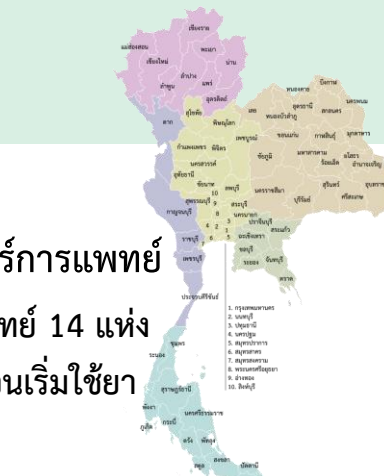 เชียงราย
แม่ฮ่องสอน
พะเยา
เชียงใหม่
น่าน
ลำปาง
ลำพูน
แพร่
อุตรดิตถ์
สุโขทัย
ตาก
พิษณุโลก
เลย
หนองคาย
บึงกาฬ
อุดรธานี
สกลนคร
นครพนม
หนองบัวลำภู
เพชรบูรณ์
ขอนแก่น
กาฬสินธุ์
มุกดาหาร
กำแพงเพชร
พิจิตร
มหาสารคาม
ยโสธร
ชัยภูมิ
ร้อยเอ็ด
อำนาจเจริญ
นครสวรรค์
อุทัยธานี
ชัยนาท
ลพบุรี
นครราชสีมา
สุรินทร์
บุรีรัมย์
ศรีสะเกษ
สุพรรณบุรี
สระบุรี
กาญจนบุรี
นครนายก
ปราจีนบุรี
สระแก้ว
ฉะเชิงเทรา
ราชบุรี
ชลบุรี
เพชรบุรี
ระยอง
จันทบุรี
ตราด
ประจวบคีรีขันธ์
ร์การแพทย์
ทย์ 14 แห่ง
นเริ่มใช้ยา
1. กรุงเทพมหานคร
2. นนทบุรี
3. ปทุมธานี
4. นครปฐม
5. สมุทรปราการ
6. สมุทรสาคร
7. สมุทรสงคราม
8. พระนครศรีอยุธยา
9. อ่างทอง
10. สิงห์บุรี
ชุมพร
ระนอง
สุราษฎร์ธานี
พังงา
นครศรีธรรมราช
กระบี่
ภูเก็ต
ตรัง
พัทลุง
สงขลา
สตูล
ปัตตานี